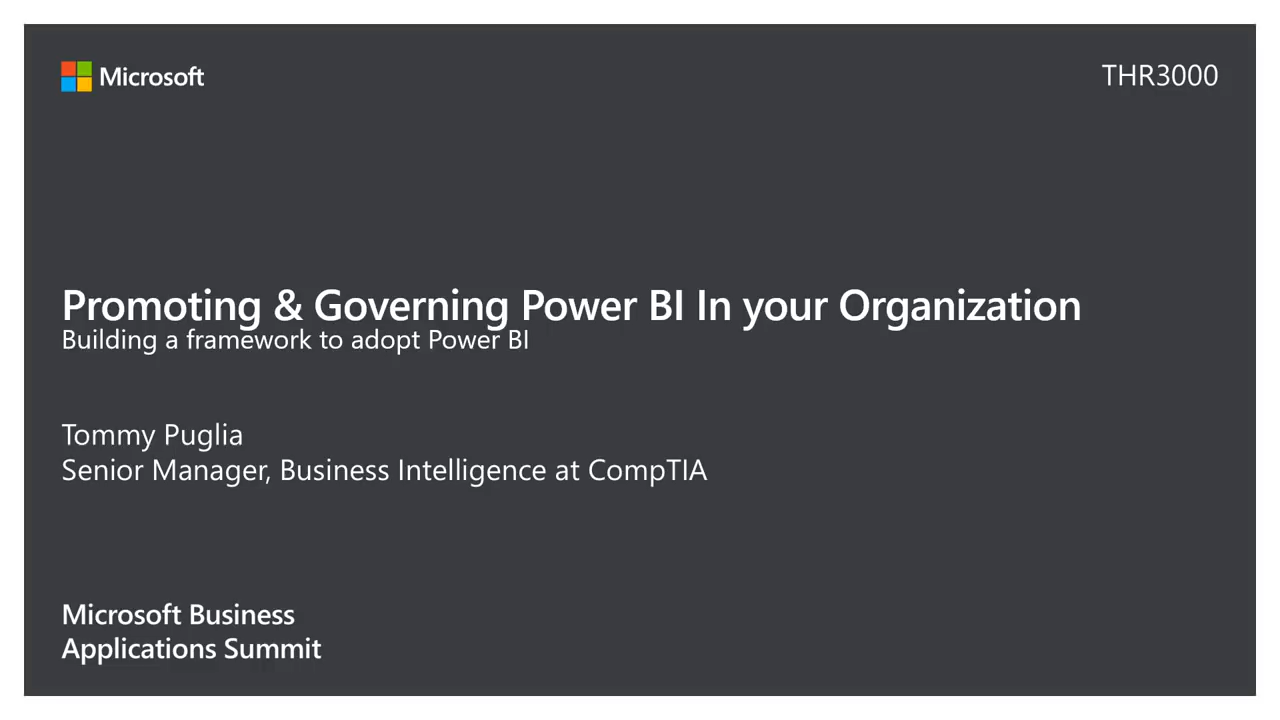 Microsoft
THR3000
Promoting & Governing Power BI In your Organization
Building a framework to adopt Power BI
Tommy Puglia
Senior Manager, Business Intelligence at CompTIA
Microsoft Business
Applications Summit